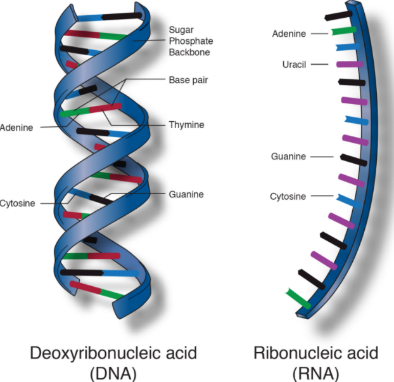 Sugar
Phosphate
Backbone
Base pair
Adenine
Thymine
Cytosine
Guanine
Deoxyribonucleic acid
(DNA)
Adenine
Uracil
Guanine
Cytosine
Ribonucleic acid
(RNA)